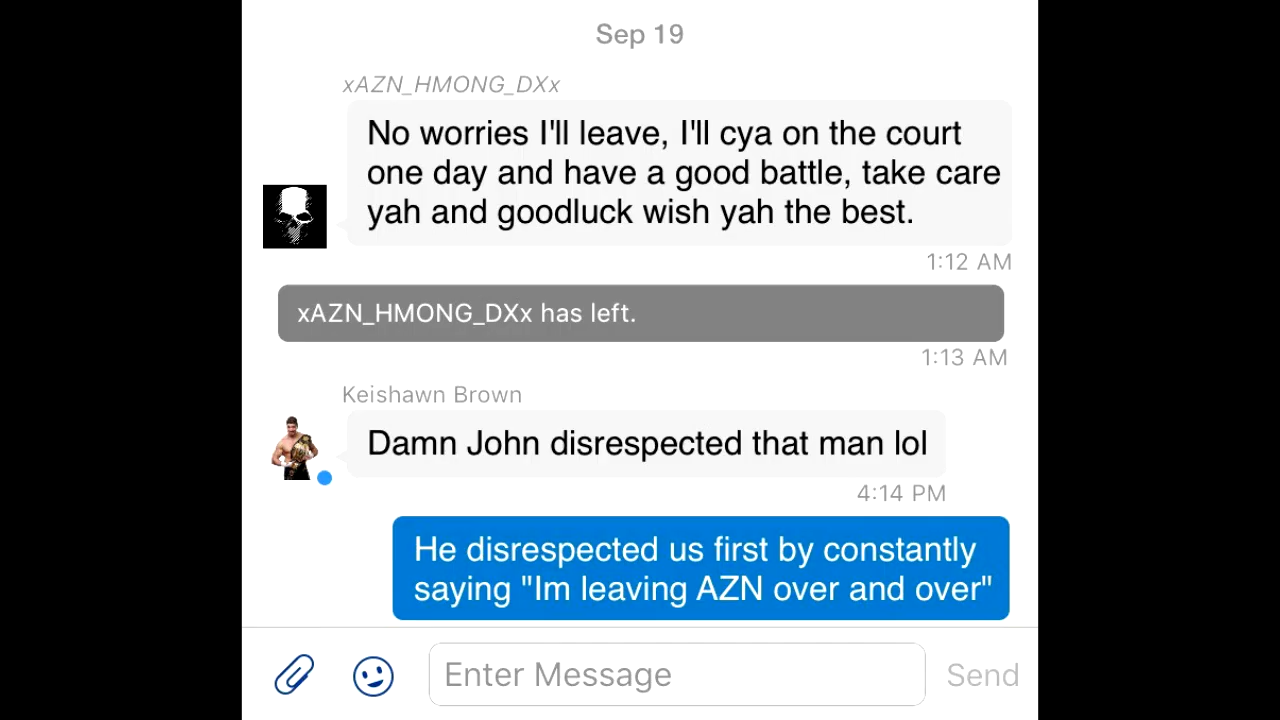 Sep 19
xAZN_HMONG_DXx
No worries I'll leave, I'll cya on the court
one day and have a good battle, take care
yah and goodluck wish yah the best.
1:12 AM
xAZN_HMONG_DXx has left.
1:13 AM
Keishawn Brown
Damn John disrespected that man lol
4:14 PM
He disrespected us first by constantly
saying "Im leaving AZN over and over"
Enter Message
Send